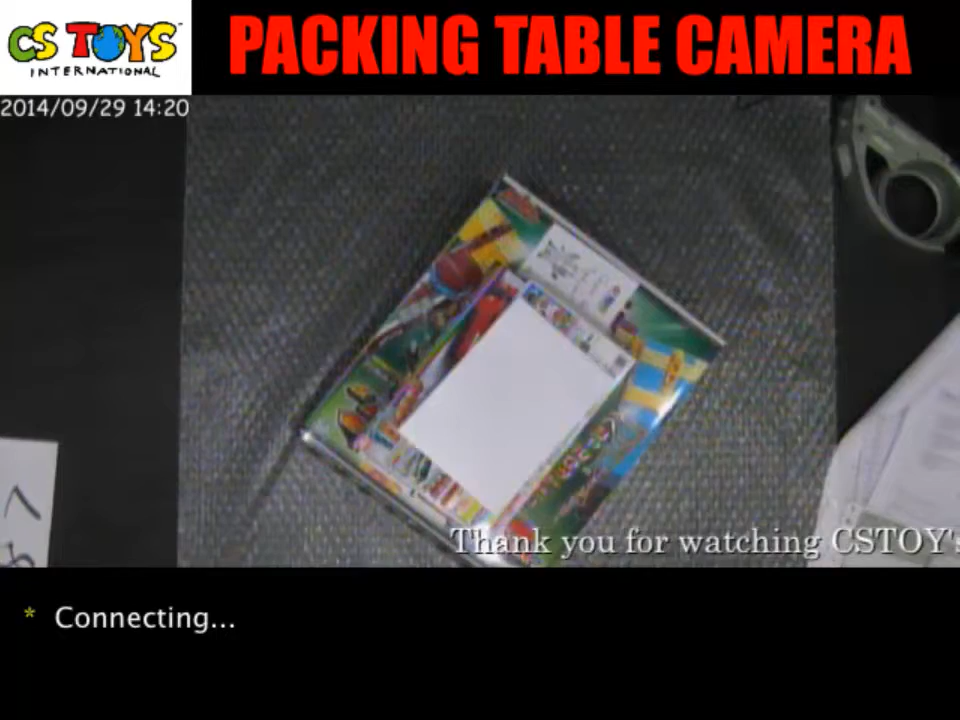 CS TOYS
INTERNATIONAL
PACKING TABLE CAMERA
2014/09/29 14:20
Thank you for watching CSTOY's
* Connecting...